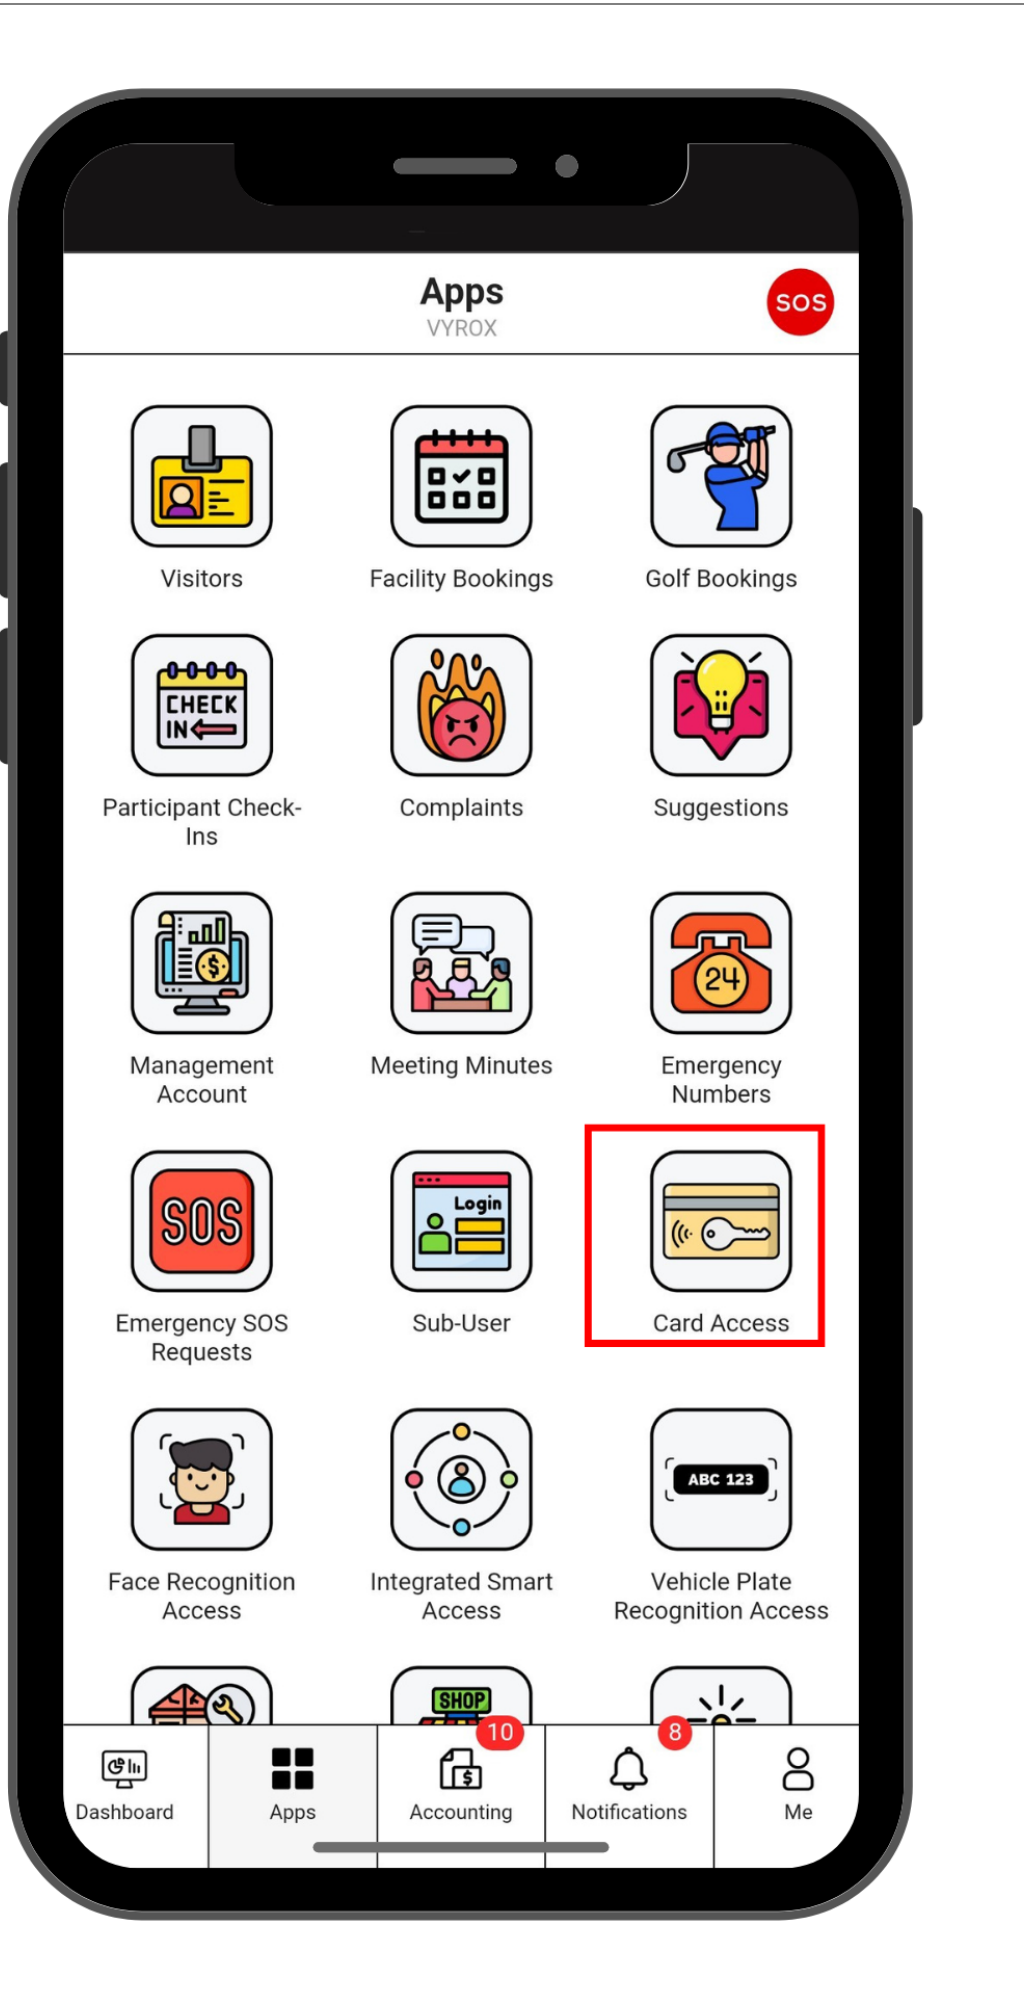 Apps
VYROX
SOS
Visitors
Facility Bookings
Golf Bookings
CHECK
IN
Participant Check-
Ins
Complaints
Suggestions
$
24
Management
Account
Meeting Minutes
Emergency
Numbers
SOS
Login
Emergency SOS
Requests
Sub-User
Card Access
ABC 123
Face Recognition
Access
Integrated Smart
Access
Vehicle Plate
Recognition Access
SHOP
10
8
$
Dashboard
Apps
Accounting
Notifications
Me